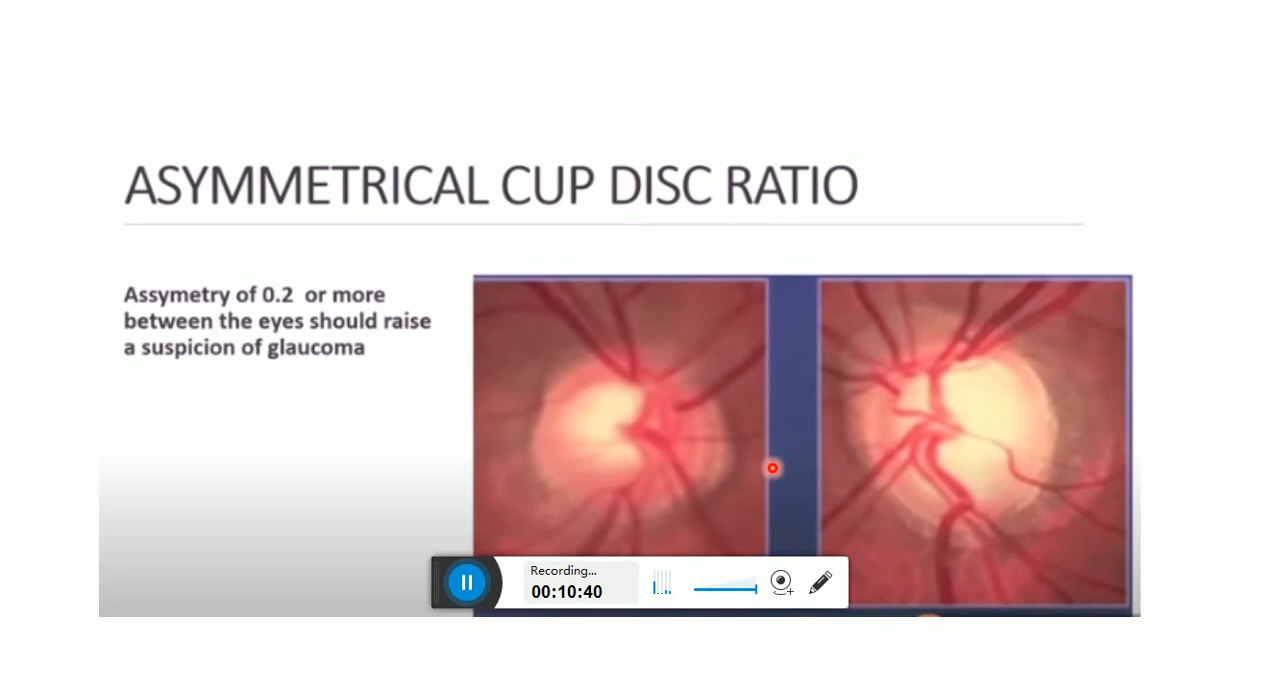 ASYMMETRICAL CUP DISC RATIO
Assymetry of 0.2 or more
between the eyes should raise
a suspicion of glaucoma
Recording...
00:10:40